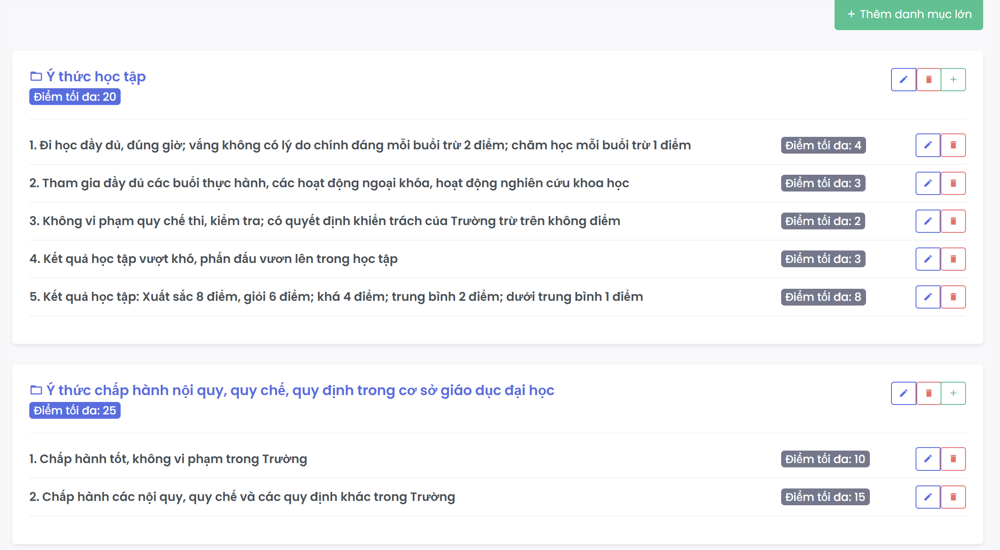 + Thêm danh mục lớn
Ý thức học tập
Điểm tối đa: 20
1. Đi học đầy đủ, đúng giờ; vắng không có lý do chính đáng mỗi buổi trừ 2 điểm; chăm học mỗi buổi trừ 1 điểm
Điểm tối đa: 4
2. Tham gia đầy đủ các buổi thực hành, các hoạt động ngoại khóa, hoạt động nghiên cứu khoa học
Điểm tối đa: 3
3. Không vi phạm quy chế thi, kiểm tra; có quyết định khiển trách của Trường trừ trên không điểm
Điểm tối đa: 2
4. Kết quả học tập vượt khó, phấn đấu vươn lên trong học tập
Điểm tối đa: 3
5. Kết quả học tập: Xuất sắc 8 điểm, giỏi 6 điểm; khá 4 điểm; trung bình 2 điểm; dưới trung bình 1 điểm
Điểm tối đa: 8
Ý thức chấp hành nội quy, quy chế, quy định trong cơ sở giáo dục đại học
Điểm tối đa: 25
1. Chấp hành tốt, không vi phạm trong Trường
Điểm tối đa: 10
2. Chấp hành các nội quy, quy chế và các quy định khác trong Trường
Điểm tối đa: 15